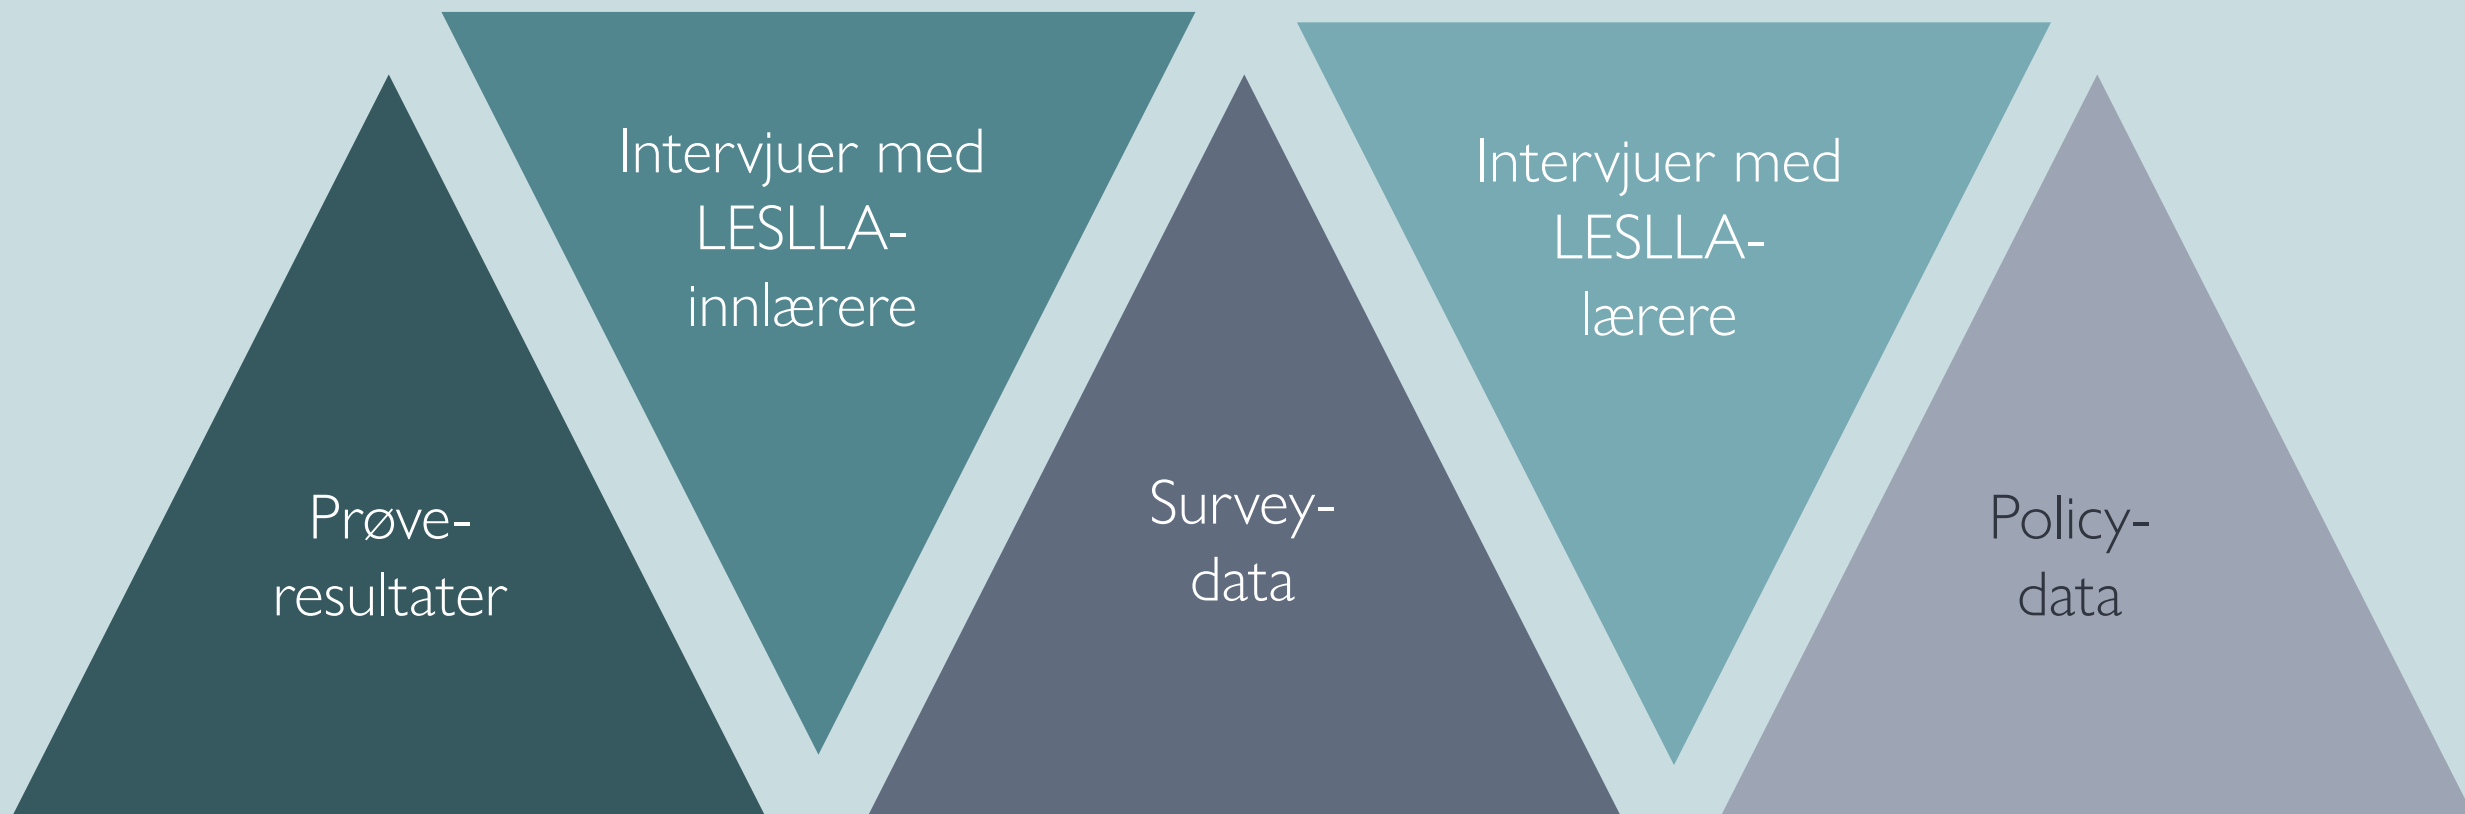 Prøve-
resultater
Intervjuer med
LESLLA-
innlærere
Survey-
data
Intervjuer med
LESLLA-
lærere
Policy-
data